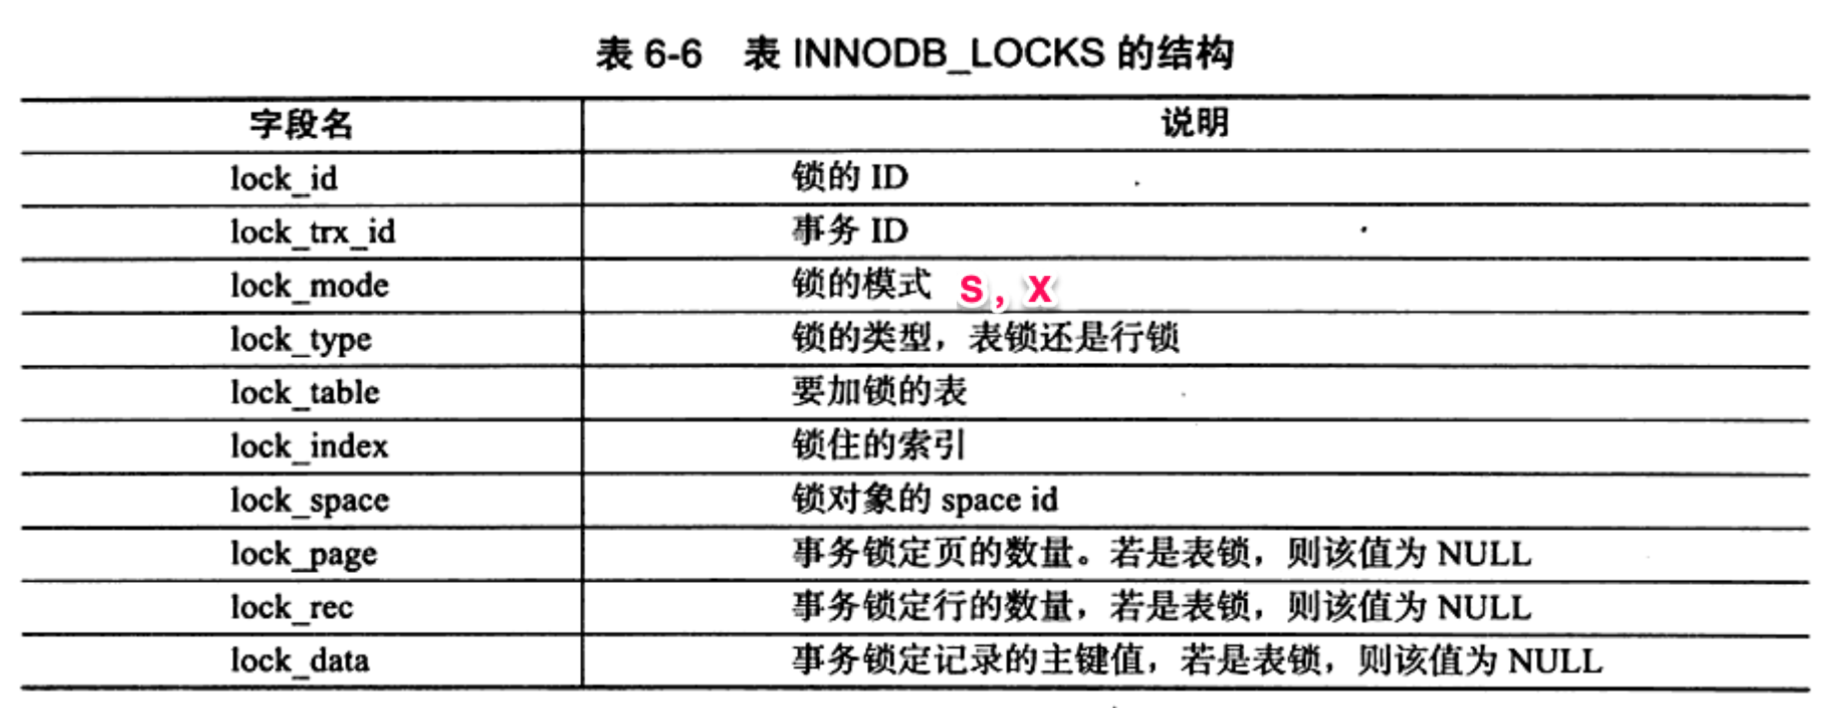 表 6-6 表 INNODB_LOCKS 的结构
字段名 说明
lock_id 锁的 ID
lock_trx_id 事务 ID
lock_mode 锁的模式 S, X
lock_type 锁的类型，表锁还是行锁
lock_table 要加锁的表
lock_index 锁住的索引
lock_space 锁对象的 space id
lock_page 事务锁定页的数量。若是表锁，则该值为 NULL
lock_rec 事务锁定行的数量，若是表锁，则该值为 NULL
lock_data 事务锁定记录的主键值，若是表锁，则该值为 NULL